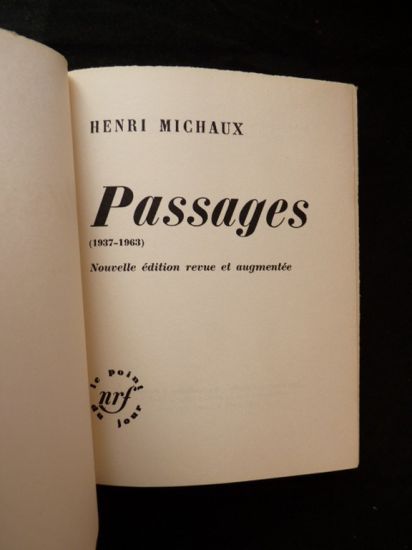 HENRI MICHAUX
Passages
(1937-1963)
Nouvelle édition revue et augmentée
le point du jour
nrf